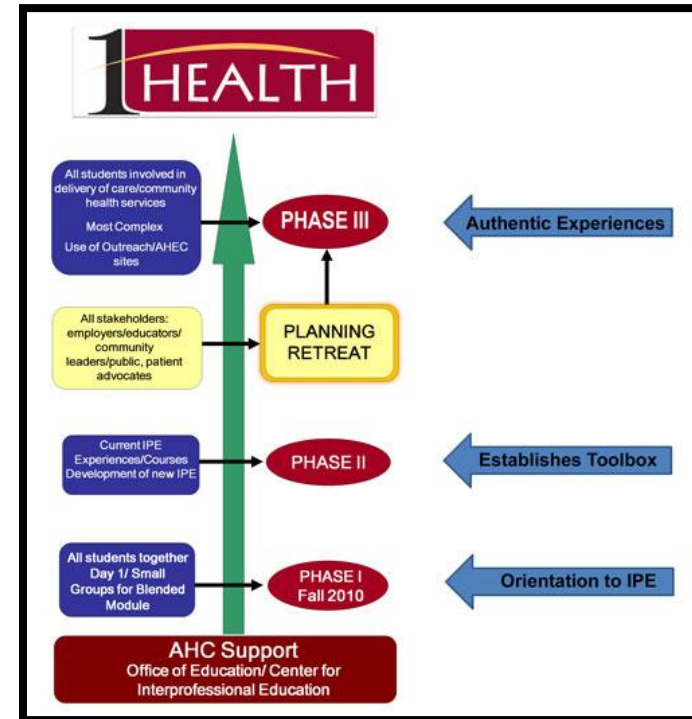 1HEALTH
All students involved in
delivery of care/community
health services
Most Complex
Use of Outreach/AHEC
sites
PHASE III
Authentic Experiences
All stakeholders:
employers/educators/
community
leaders/public, patient
advocates
PLANNING
RETREAT
Current IPE
Experiences/Courses
Development of new IPE
PHASE II
Establishes Toolbox
All students together
Day 1/ Small
Groups for Blended
Module
PHASE I
Fall 2010
Orientation to IPE
AHC Support
Office of Education/ Center for
Interprofessional Education